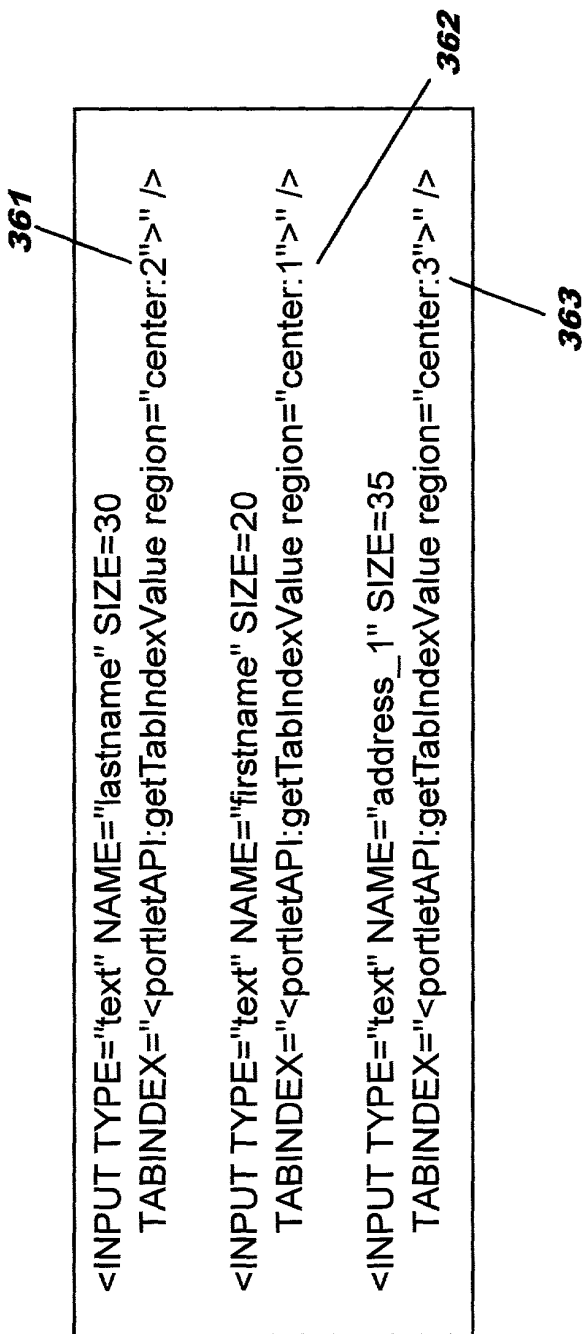 361
<INPUT TYPE="text" NAME="lastname" SIZE=30
TABINDEX="<portletAPI:getTabIndexValue region="center:2">" />
<INPUT TYPE="text" NAME="firstname" SIZE=20
TABINDEX="<portletAPI:getTabIndexValue region="center:1">" />
362
<INPUT TYPE="text" NAME="address_1" SIZE=35
TABINDEX="<portletAPI:getTabIndexValue region="center:3">" />
363